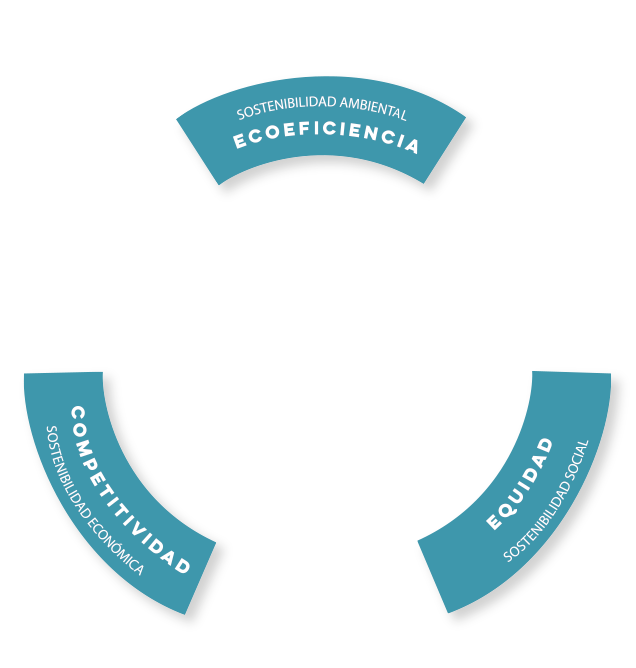 SOSTENIBILIDAD AMBIENTAL
ECOEFICIENCIA
COMPETITIVIDAD
SOSTENIBILIDAD ECONÓMICA
EQUIDAD
SOSTENIBILIDAD SOCIAL